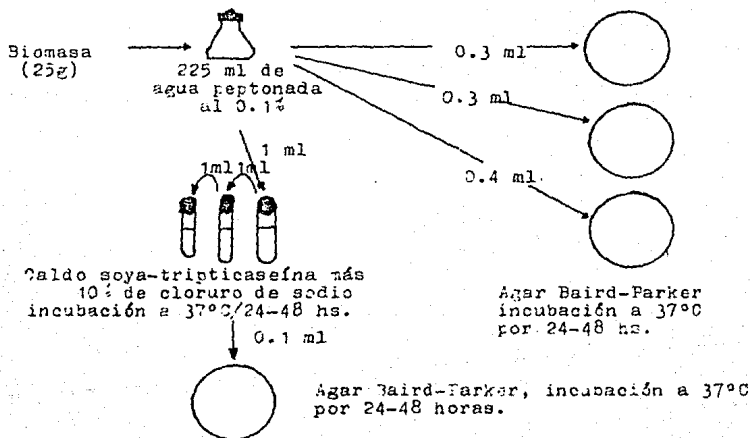 Biomasa
(25g)
225 ml de
agua peptonada
al 0.1%
0.3 ml
0.3 ml
0.4 ml.
1 ml
1ml 1ml
Caldo soya-tripticaseína más
10% de cloruro de sodio
incubación a 37°C/24-48 hs.
Agar Baird-Parker
incubación a 37°C
por 24-48 hs.
0.1 ml
Agar Baird-Parker, incubación a 37°C
por 24-48 horas.